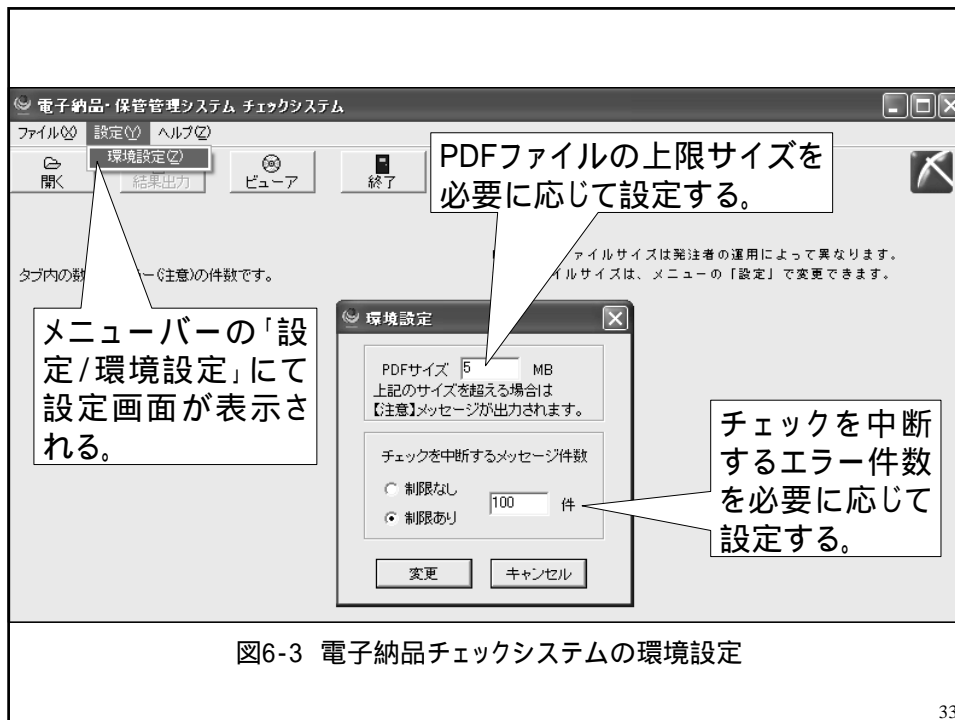 電子納品・保管管理システム チェックシステム
ファイル(X) 設定(Y) ヘルプ(Z)
環境設定(Z)
開く 結果出力 ビューア 終了
PDFファイルの上限サイズを
必要に応じて設定する。
ァイルサイズは発注者の運用によって異なります。
イルサイズは、メニューの「設定」で変更できます。
タブ内の数
ー(注意)の件数です。
メニューバーの「設
定/環境設定」にて
設定画面が表示さ
れる。
環境設定
PDFサイズ 5 MB
上記のサイズを超える場合は
【注意】メッセージが出力されます。
チェックを中断するメッセージ件数
制限なし
100 件
制限あり
変更 キャンセル
チェックを中断
するエラー件数
を必要に応じて
設定する。
図6-3 電子納品チェックシステムの環境設定
33